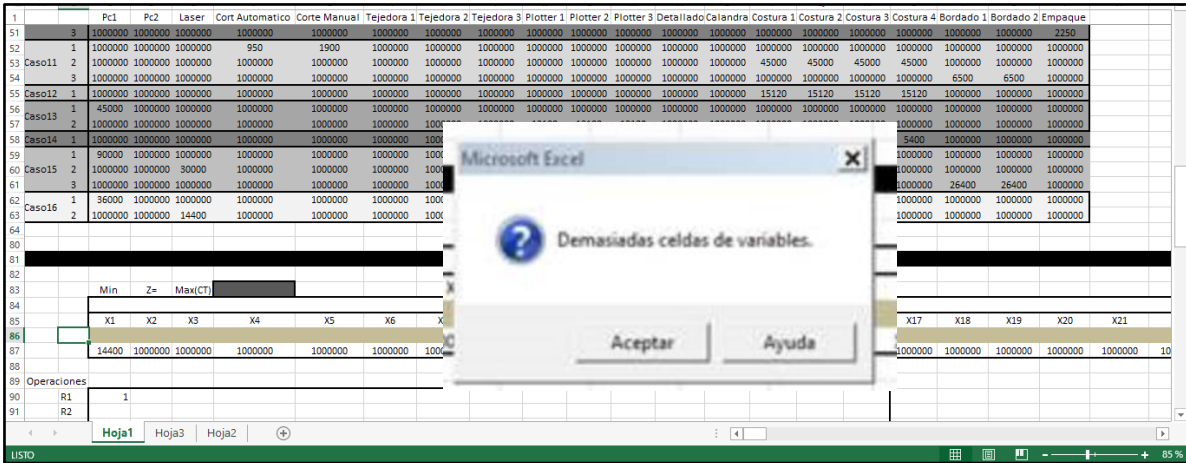 1 Pc1 Pc2 Laser Cort Automatico Corte Manual Tejedora 1 Tejedora 2 Tejedora 3 Plotter 1 Plotter 2 Plotter 3 Detallado Calandra Costura 1 Costura 2 Costura 3 Costura 4 Bordado 1 Bordado 2 Empaque
51 3 1000000 1000000 1000000 1000000 1000000 1000000 1000000 1000000 1000000 1000000 1000000 1000000 1000000 1000000 1000000 1000000 1000000 1000000 1000000 2250
52 1 1000000 1000000 1000000 950 1900 1000000 1000000 1000000 1000000 1000000 1000000 1000000 1000000 1000000 1000000 1000000 1000000 1000000 1000000 1000000
53 Caso11 2 1000000 1000000 1000000 1000000 1000000 1000000 1000000 1000000 1000000 1000000 1000000 1000000 1000000 45000 45000 45000 45000 1000000 1000000 1000000
54 3 1000000 1000000 1000000 1000000 1000000 1000000 1000000 1000000 1000000 1000000 1000000 1000000 1000000 1000000 1000000 1000000 1000000 6500 6500 1000000
55 Caso12 1 1000000 1000000 1000000 1000000 1000000 1000000 1000000 1000000 1000000 1000000 1000000 1000000 1000000 15120 15120 15120 15120 1000000 1000000 1000000
56 Caso13 1 45000 1000000 1000000 1000000 1000000 1000000 1000000 1000000 1000000 1000000 1000000 1000000 1000000 1000000 1000000 1000000 1000000 1000000 1000000 1000000
57 2 1000000 1000000 1000000 1000000 1000000 1000000 1000000 1000000 1000000
58 Caso14 1 1000000 1000000 1000000 1000000 1000000 1000000 5400 1000000 1000000 1000000
59 1 90000 1000000 1000000 1000000 1000000 1000000 1000000 1000000 1000000 1000000
60 Caso15 2 1000000 1000000 30000 1000000 1000000 1000000 1000000 1000000 1000000 1000000
61 3 1000000 1000000 1000000 1000000 1000000 1000000 1000000 26400 26400 1000000
62 Caso16 1 36000 1000000 1000000 1000000 1000000 1000000 1000000 1000000 1000000 1000000
63 2 1000000 1000000 14400 1000000 1000000 1000000 1000000 1000000 1000000 1000000
64
80
81
82
83 Min Z= Max(CT)
84
85 X1 X2 X3 X4 X5 X6 X17 X18 X19 X20 X21
86
87 14400 1000000 1000000 1000000 1000000 1000000 1000000 1000000 1000000 1000000 1000000
88
89 Operaciones
90 R1 1
91 R2
Microsoft Excel
Demasiadas celdas de variables.
Aceptar Ayuda
Hoja1 Hoja3 Hoja2
LISTO 85 %